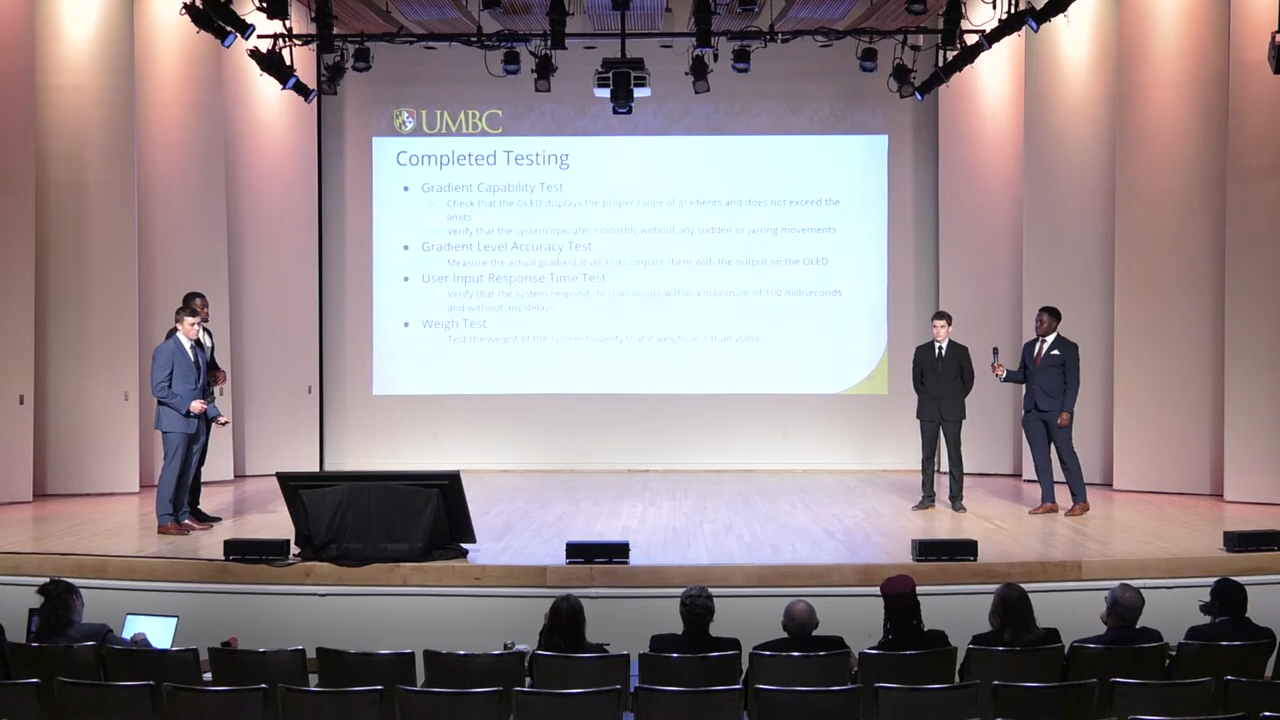 UMBC
Completed Testing
● Gradient Capability Test
○ Check that the OLED displays the proper range of gradients and does not exceed the
limits
○ Verify that the system operates smoothly without any sudden or jarring movements
● Gradient Level Accuracy Test
○ Measure the actual gradient level and compare them with the output on the OLED
● User Input Response Time Test
○ Verify that the system responds to user inputs within a maximum of 100 milliseconds
and without any delays
● Weigh Test
○ Test the weight of the system to verify that it weighs less than 20lbs